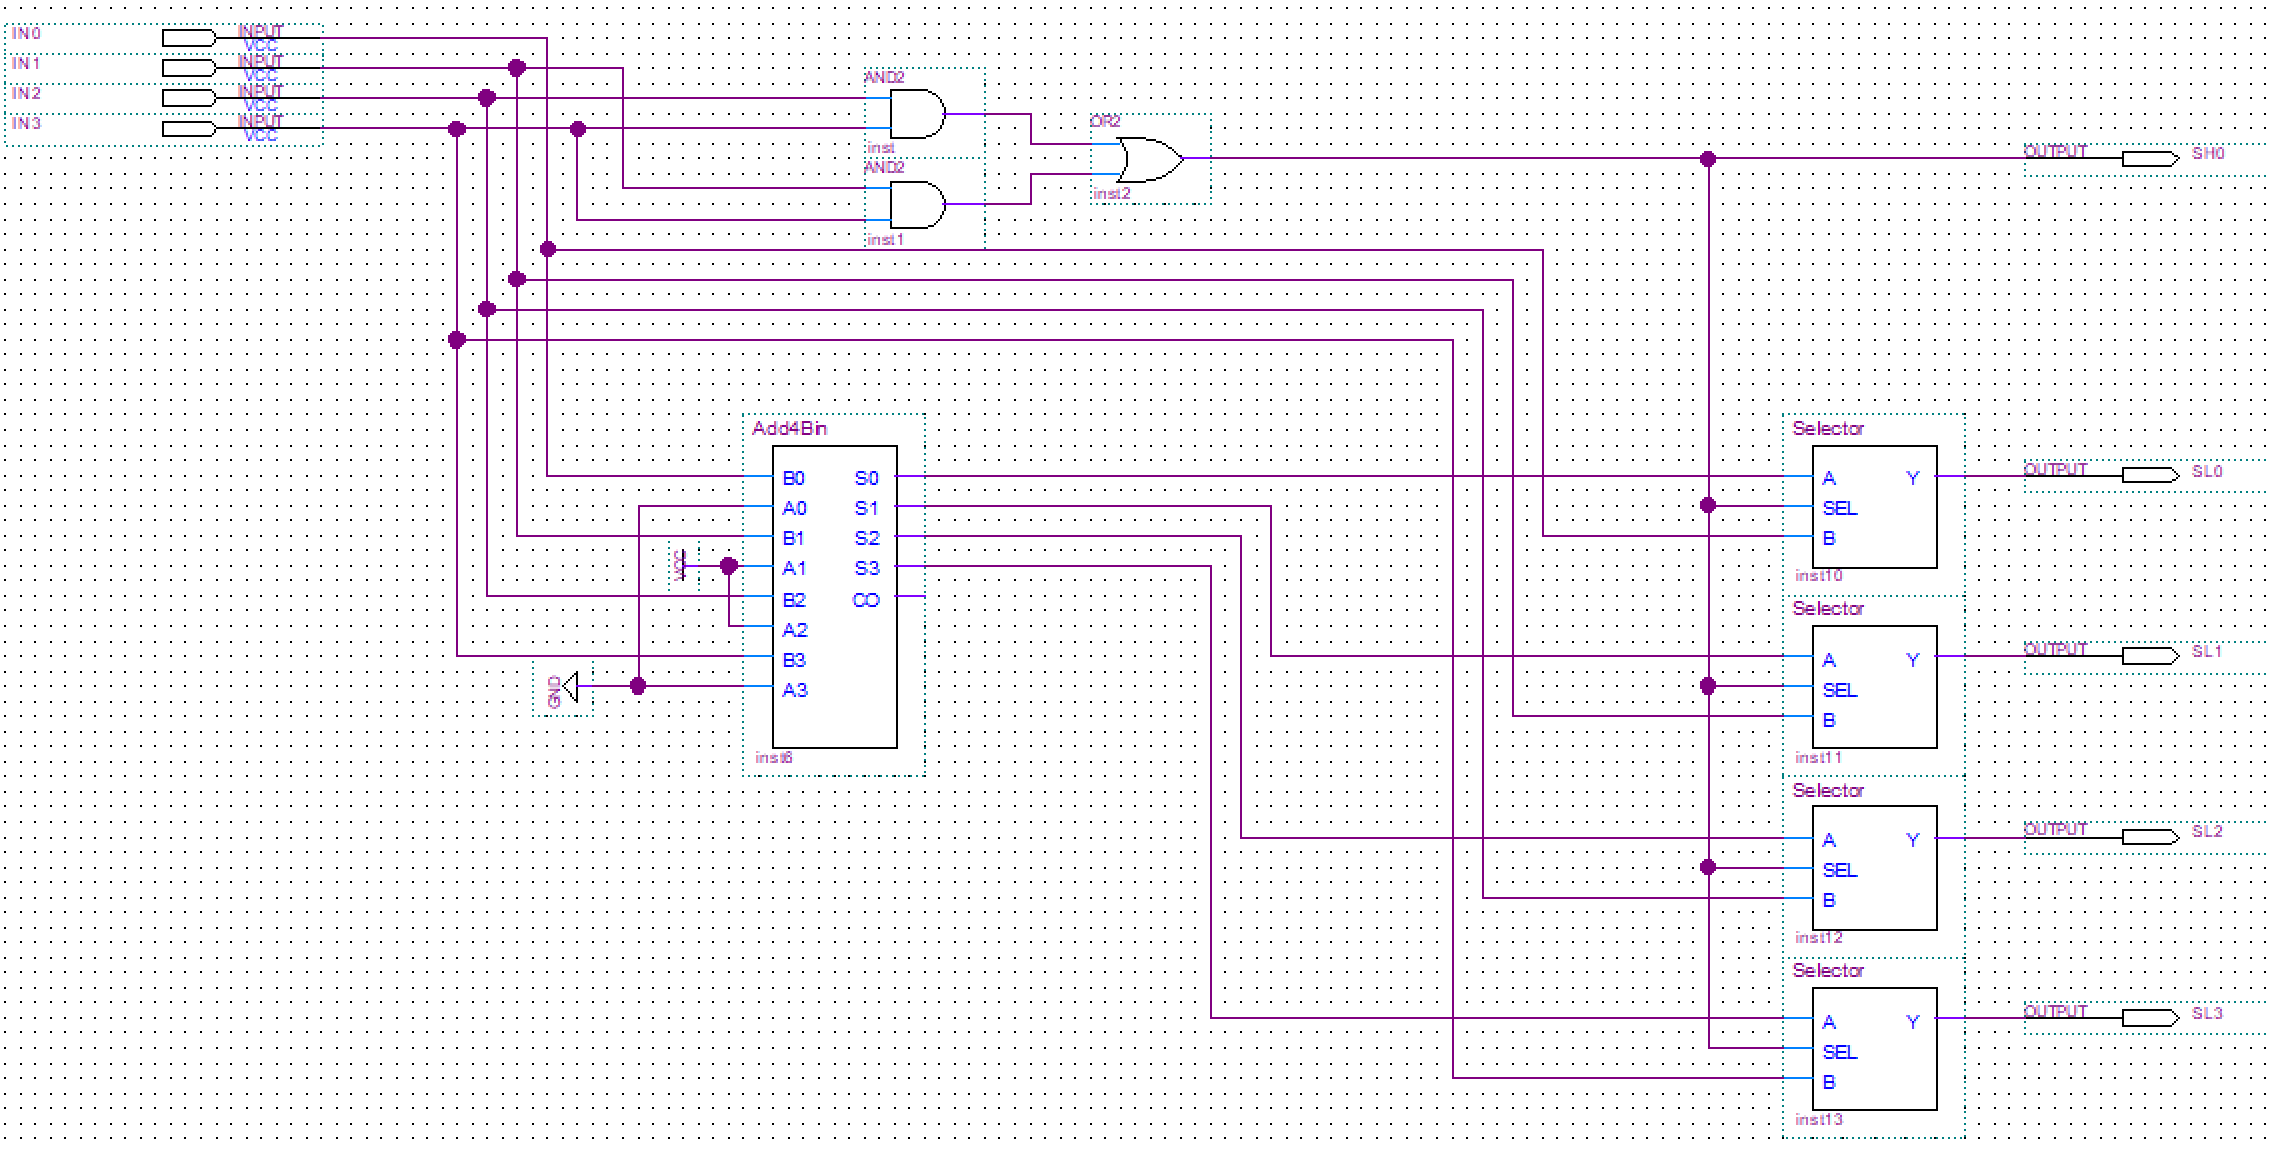 IN0 INPUT
VCC
IN1 INPUT
VCC
IN2 INPUT
VCC
IN3 INPUT
VCC
AND2
inst
AND2
inst1
OR2
inst2
OUTPUT SH0
Add4Bin
B0 S0
A0 S1
B1 S2
A1 S3
B2 CO
A2
B3
A3
inst6
VCC
GND
Selector
A Y
SEL
B
inst10
OUTPUT SL0
Selector
A Y
SEL
B
inst11
OUTPUT SL1
Selector
A Y
SEL
B
inst12
OUTPUT SL2
Selector
A Y
SEL
B
inst13
OUTPUT SL3